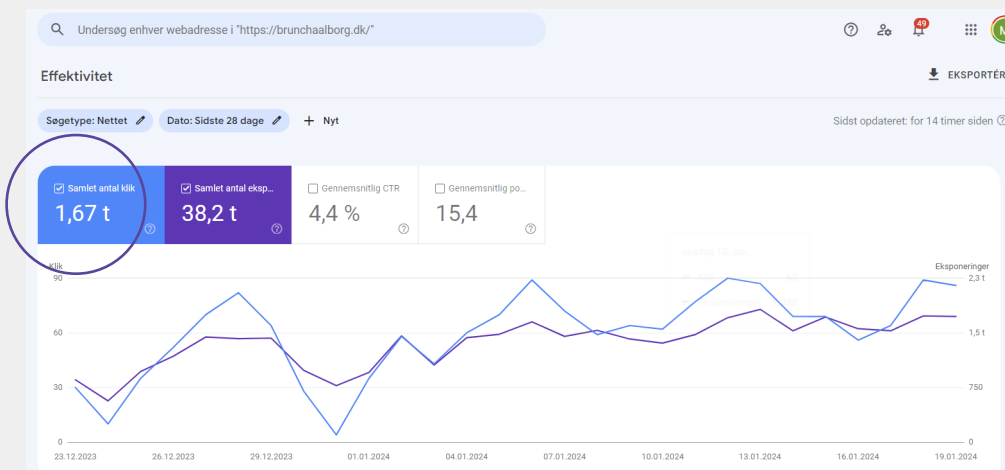 Undersøg enhver webadresse i "https://brunchaalborg.dk/"
49
Effektivitet
EKSPORTÉR
Søgetype: Nettet
Dato: Sidste 28 dage
+ Nyt
Sidst opdateret: for 14 timer siden
Samlet antal klik
1,67 t
Samlet antal eksp...
38,2 t
Gennemsnitlig CTR
4,4 %
Gennemsnitlig po...
15,4
Klik
Eksponeringer
90
2,3 t
60
1,5 t
30
750
0
0
23.12.2023
26.12.2023
29.12.2023
01.01.2024
04.01.2024
07.01.2024
10.01.2024
13.01.2024
16.01.2024
19.01.2024